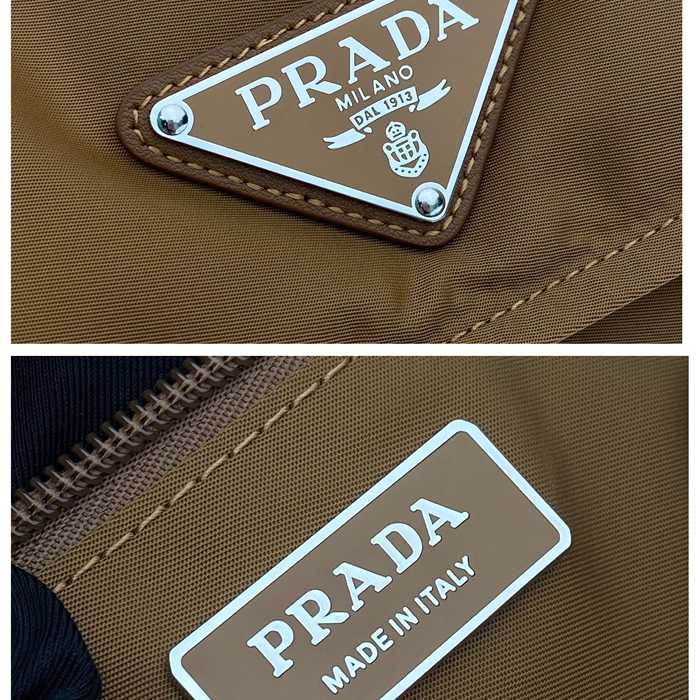 PRADA
MILANO
DAL 1913
PRADA
MADE IN ITALY